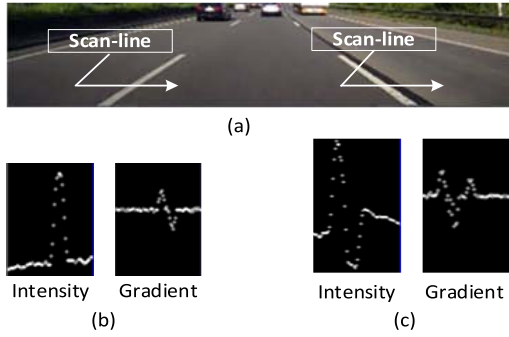 Scan-line
Scan-line
(a)
Intensity
Gradient
Intensity
Gradient
(b)
(c)